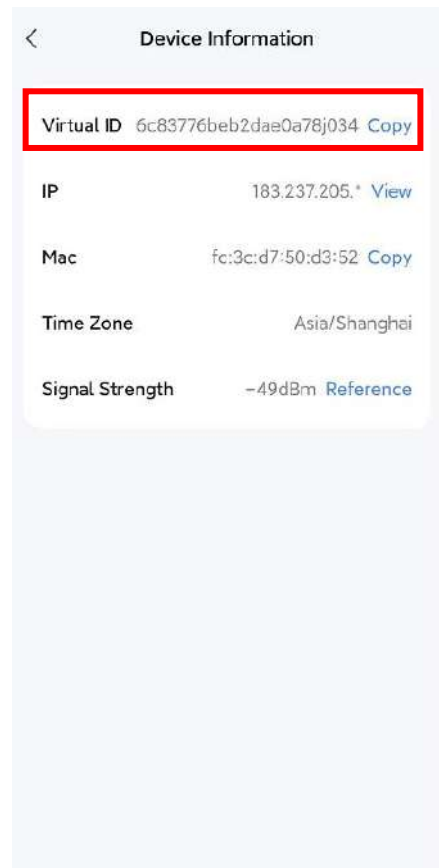 Device Information
Virtual ID 6c83776beb2dae0a78j034 Copy
IP 183.237.205.* View
Mac fc:3c:d7:50:d3:52 Copy
Time Zone Asia/Shanghai
Signal Strength -49dBm Reference